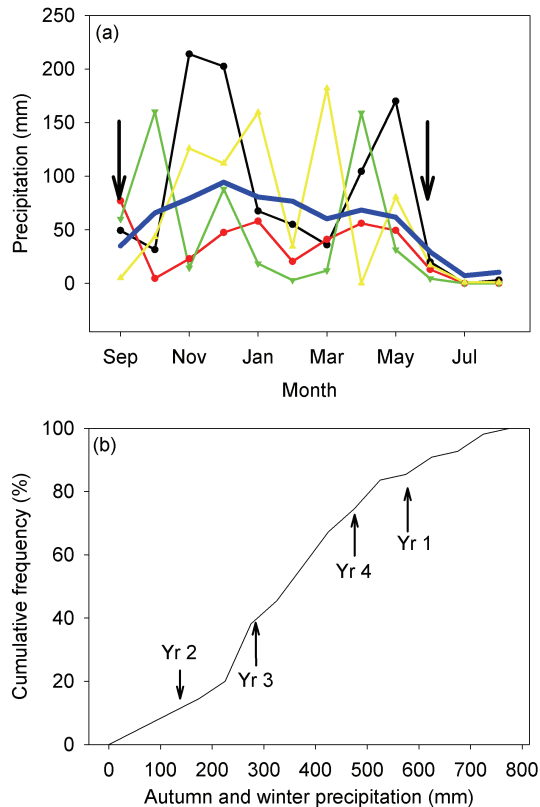 250
(a)
200
150
100
50
0
Precipitation (mm)
Sep Nov Jan Mar May Jul
Month
100
(b)
80
60
40
20
0
Cumulative frequency (%)
Yr 1
Yr 4
Yr 2
Yr 3
0 100 200 300 400 500 600 700 800
Autumn and winter precipitation (mm)